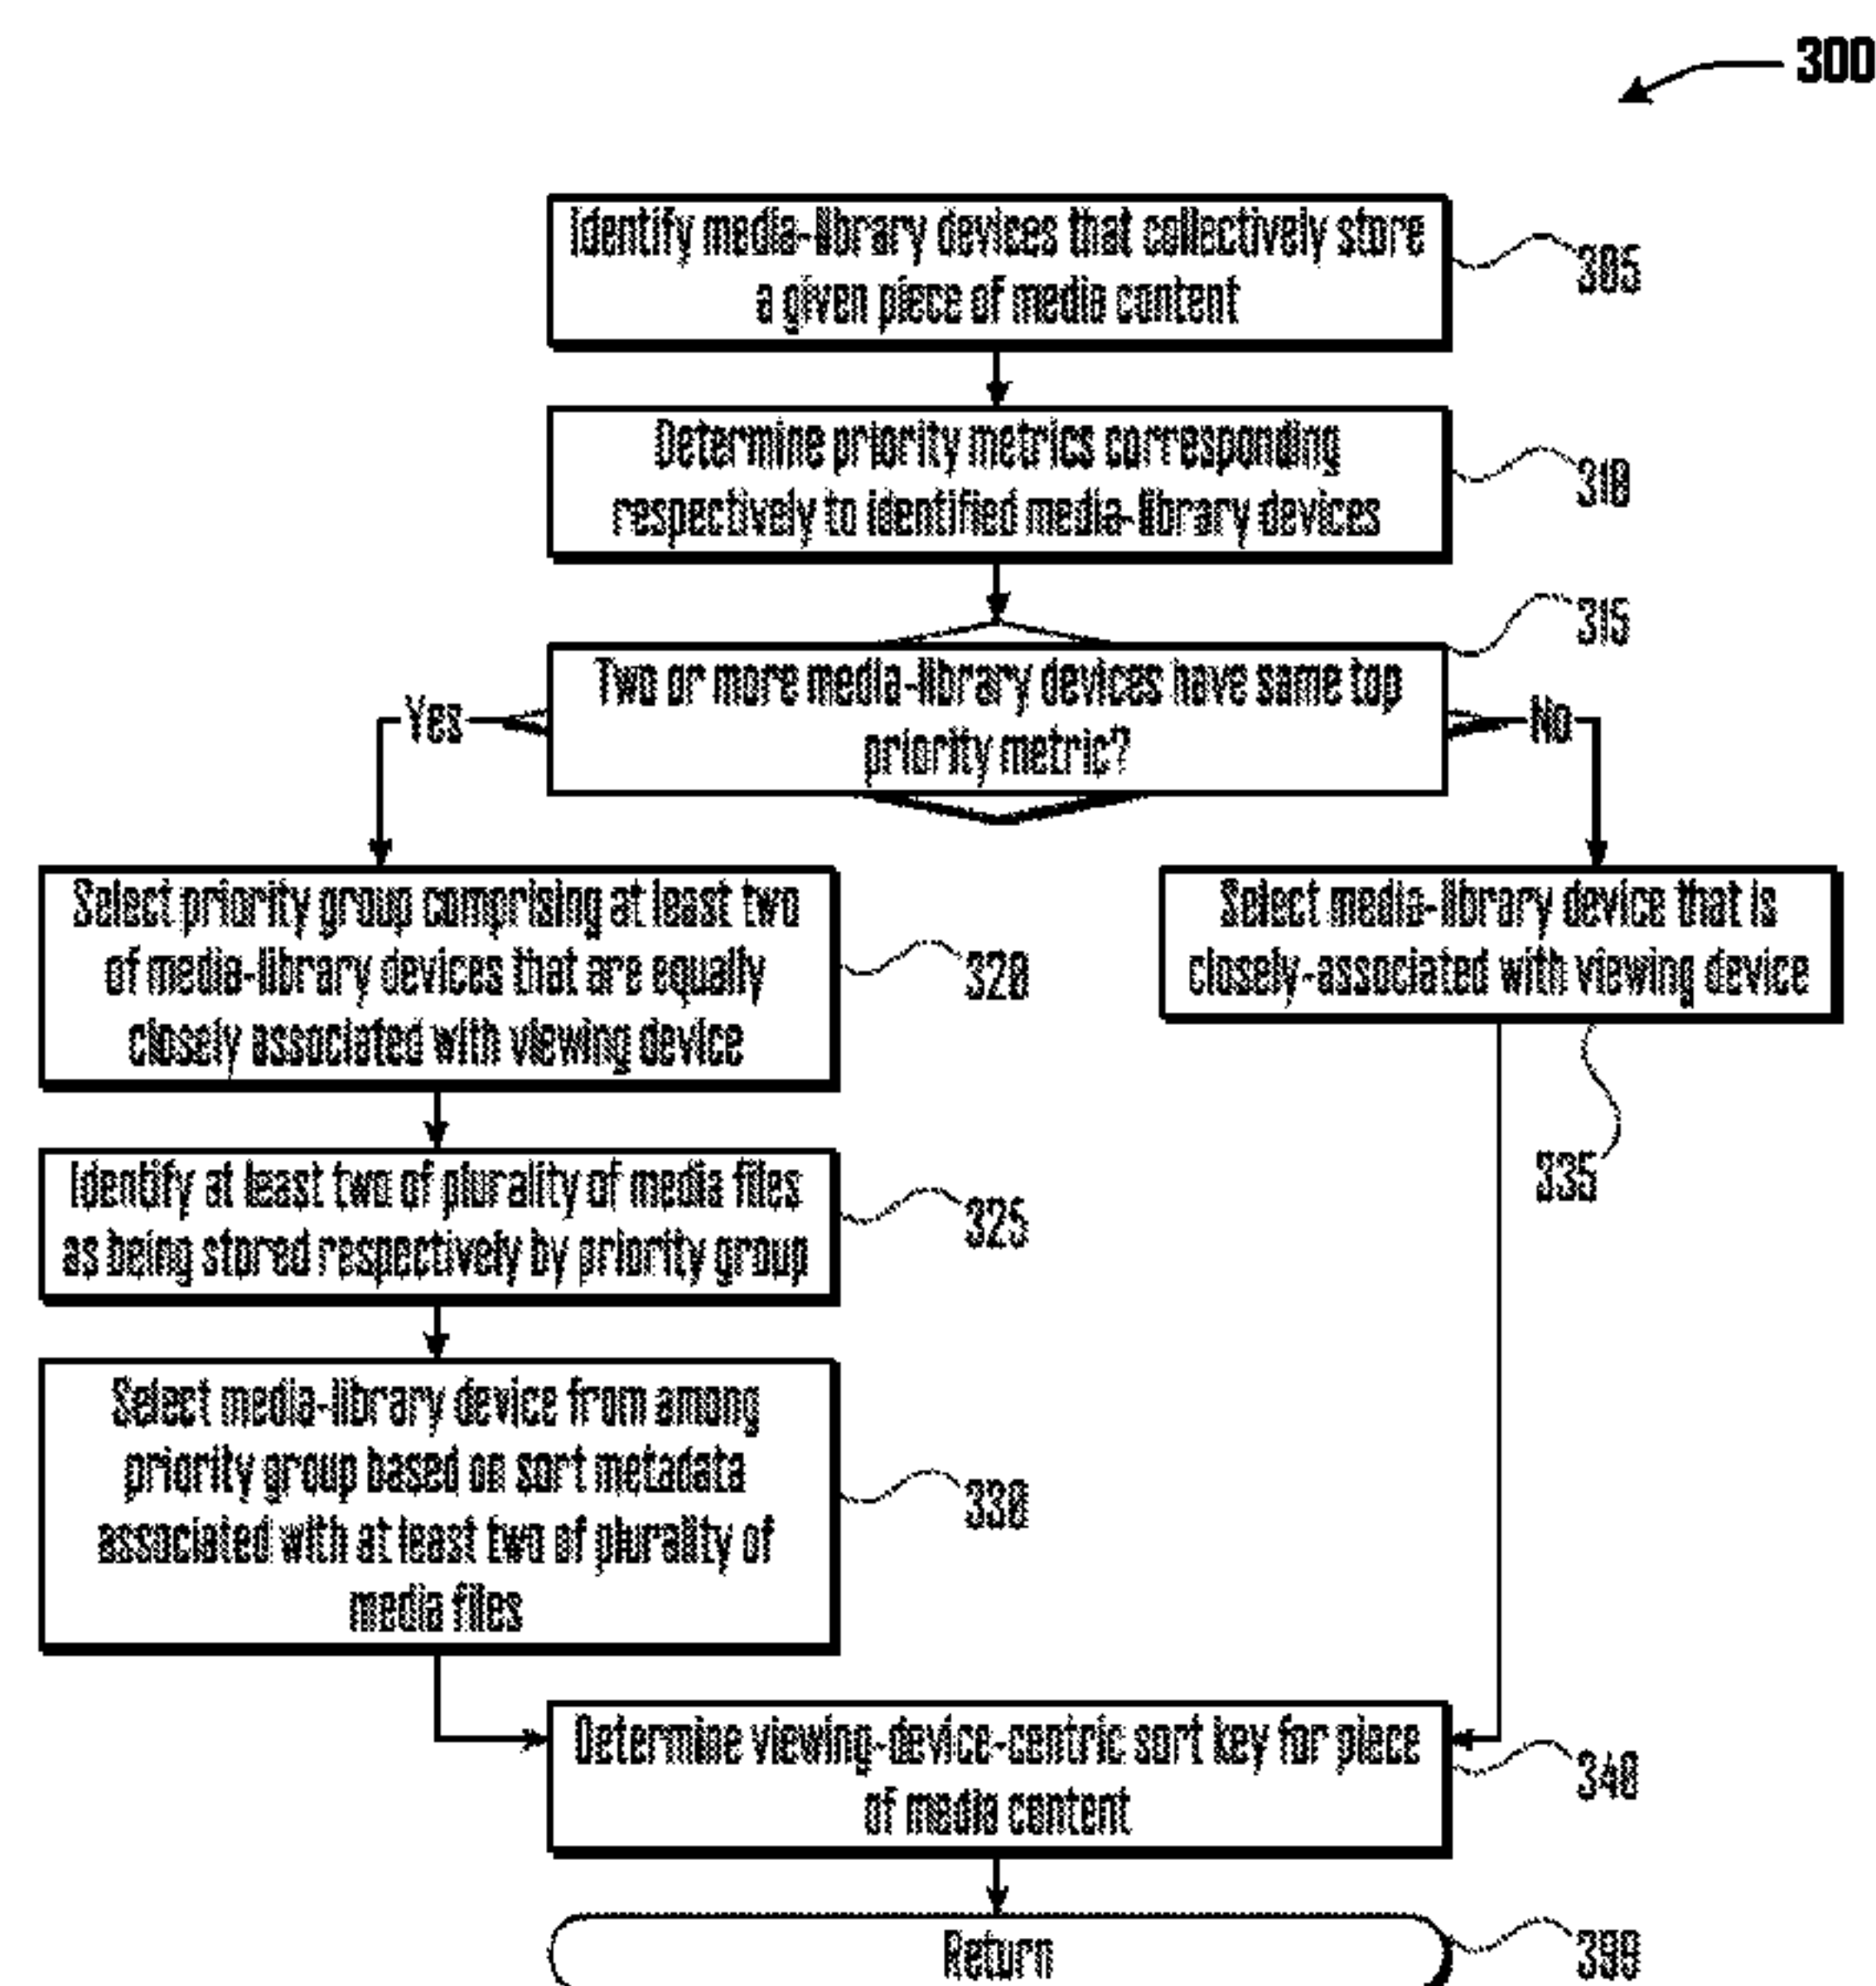 300
Identify media-library devices that collectively store
a given piece of media content
305
Determine priority metrics corresponding
respectively to identified media-library devices
310
315
Two or more media-library devices have same top
priority metric?
Yes
No
Select priority group comprising at least two
of media-library devices that are equally
closely associated with viewing device
320
Select media-library device that is
closely-associated with viewing device
335
Identify at least two of plurality of media files
as being stored respectively by priority group
325
Select media-library device from among
priority group based on sort metadata
associated with at least two of plurality of
media files
330
Determine viewing-device-centric sort key for piece
of media content
340
Return